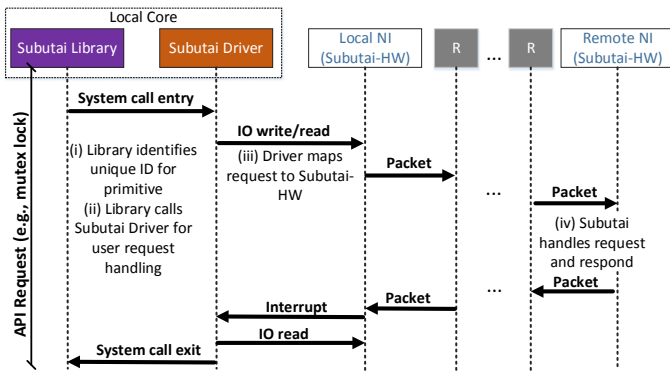 Local Core
Subutai Library
Subutai Driver
Local NI
(Subutai-HW)
R
...
R
Remote NI
(Subutai-HW)
API Request (e.g., mutex lock)
System call entry
IO write/read
(i) Library identifies
unique ID for
primitive
(ii) Library calls
Subutai Driver for
user request
handling
(iii) Driver maps
request to Subutai-
HW
Packet
...
Packet
(iv) Subutai
handles request
and respond
Packet
...
Packet
Interrupt
IO read
System call exit